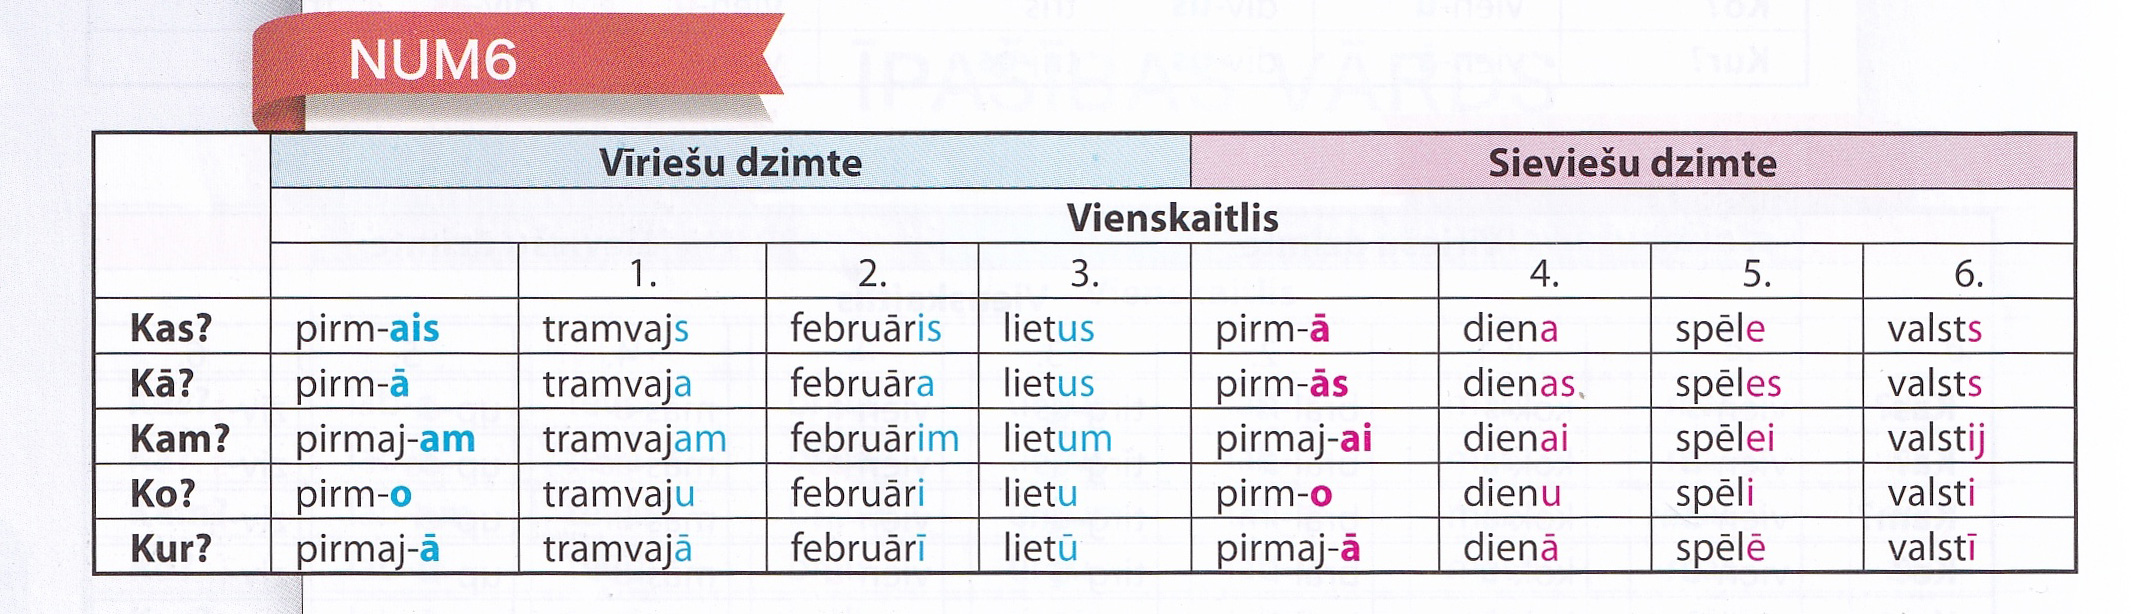 NUM6
Vīriešu dzimte Sieviešu dzimte
Vienskaitlis
1. 2. 3. 4. 5. 6.
Kas? pirm-ais tramvajs februāris lietus pirm-ā diena spēle valsts
Kā? pirm-ā tramvaja februāra lietus pirm-ās dienas spēles valsts
Kam? pirmaj-am tramvajam februārim lietum pirmaj-ai dienai spēlei valstij
Ko? pirm-o tramvaju februāri lietu pirm-o dienu spēli valsti
Kur? pirmaj-ā tramvajā februārī lietū pirmaj-ā dienā spēlē valstī